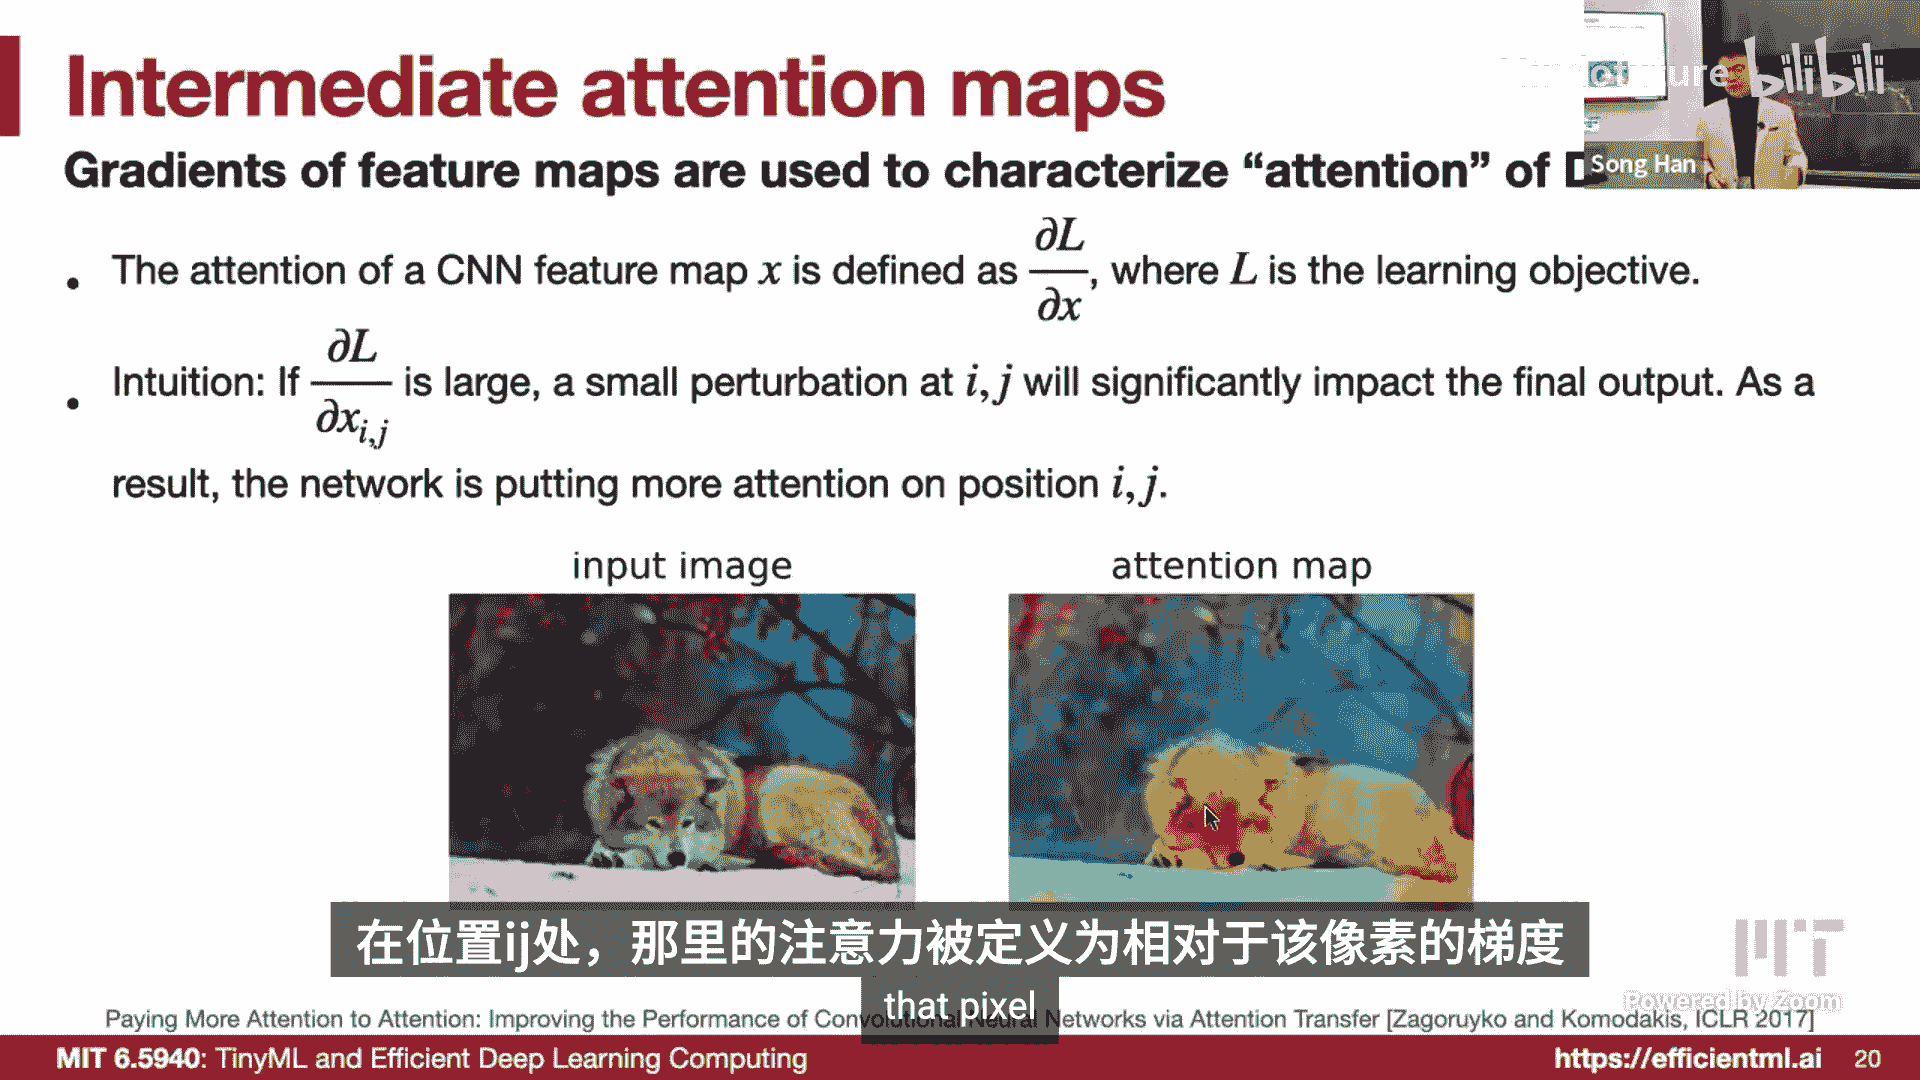 Intermediate attention maps
bilibili
Song Han
Gradients of feature maps are used to characterize “attention” of
The attention of a CNN feature map x is defined as ∂L/∂x, where L is the learning objective.
Intuition: If ∂L/∂x_{i,j} is large, a small perturbation at i, j will significantly impact the final output. As a
result, the network is putting more attention on position i, j.
input image
attention map
在位置ij处，那里的注意力被定义为相对于该像素的梯度
that pixel
MIT
Powered by Zoom
Paying More Attention to Attention: Improving the Performance of Convolutional Neural Networks via Attention Transfer [Zagoruyko and Komodakis, ICLR 2017]
MIT 6.5940: TinyML and Efficient Deep Learning Computing
https://efficientml.ai
20